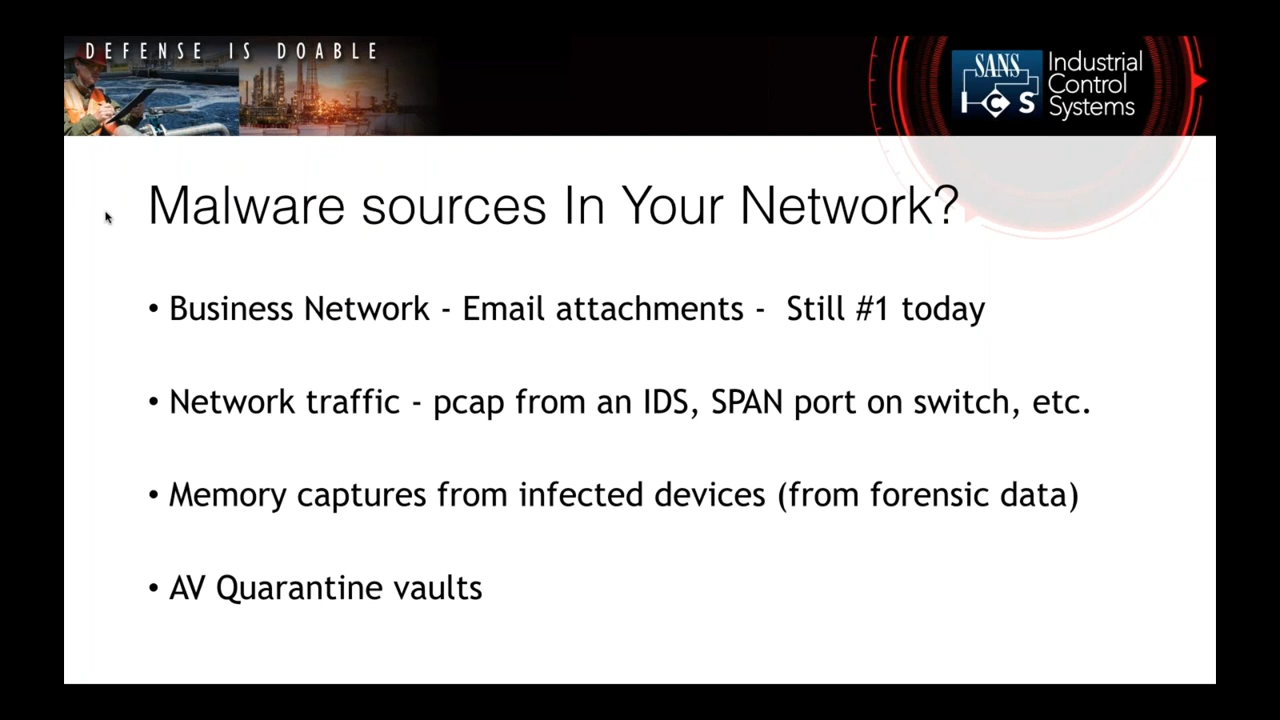 DEFENSE IS DOABLE
SANS
ICS
Industrial
Control
Systems
Malware sources In Your Network?
• Business Network - Email attachments -  Still #1 today
• Network traffic - pcap from an IDS, SPAN port on switch, etc.
• Memory captures from infected devices (from forensic data)
• AV Quarantine vaults